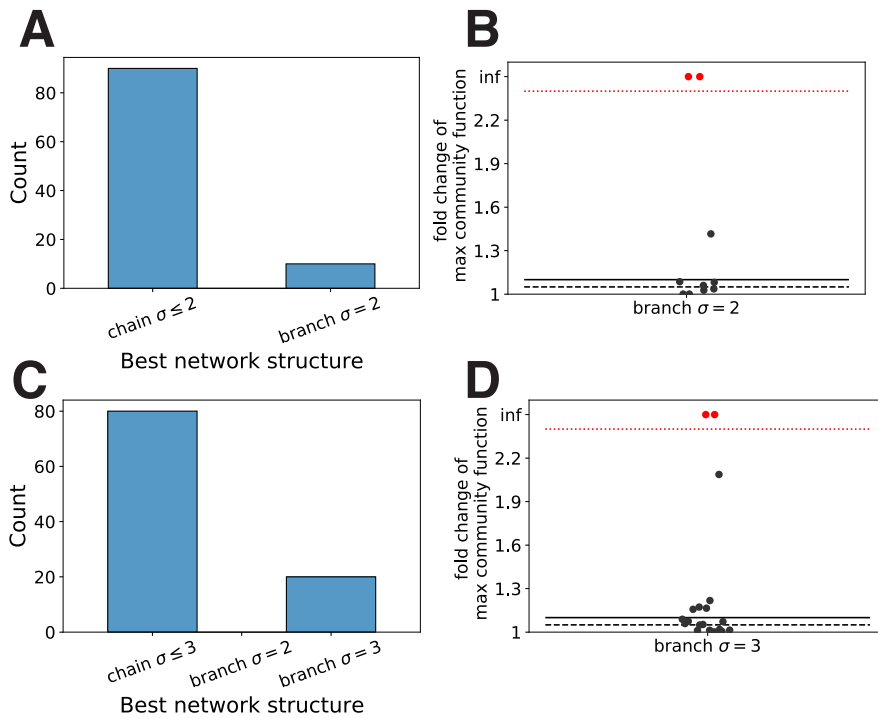 A
80
60
40
20
0
Count
chain σ ≤ 2
branch σ = 2
Best network structure
B
inf
2.2
1.9
1.6
1.3
1
fold change of
max community function
branch σ = 2
C
80
60
40
20
0
Count
chain σ ≤ 3
branch σ = 2
branch σ = 3
Best network structure
D
inf
2.2
1.9
1.6
1.3
1
fold change of
max community function
branch σ = 3